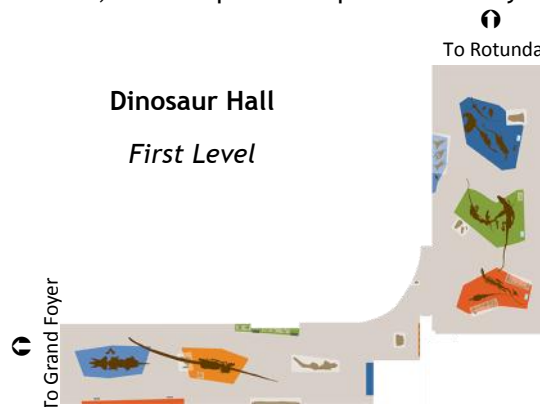 To Rotunda
Dinosaur Hall
First Level
To Grand Foyer